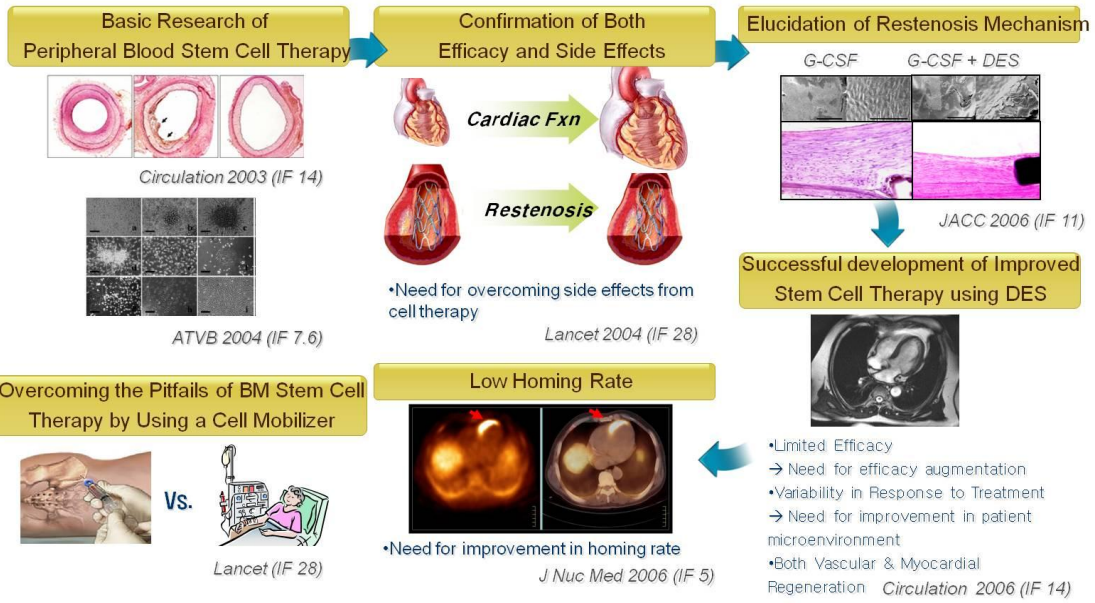 Basic Research of
Peripheral Blood Stem Cell Therapy
Circulation 2003 (IF 14)
a
b
c
d
ATVB 2004 (IF 7.6)
Confirmation of Both
Efficacy and Side Effects
Cardiac Fxn
Restenosis
•Need for overcoming side effects from
cell therapy
Lancet 2004 (IF 28)
Elucidation of Restenosis Mechanism
G-CSF
G-CSF + DES
JACC 2006 (IF 11)
Successful development of Improved
Stem Cell Therapy using DES
•Limited Efficacy
→ Need for efficacy augmentation
•Variability in Response to Treatment
→ Need for improvement in patient
microenvironment
•Both Vascular & Myocardial
Regeneration
Circulation 2006 (IF 14)
Low Homing Rate
•Need for improvement in homing rate
J Nuc Med 2006 (IF 5)
Overcoming the Pitfails of BM Stem Cell
Therapy by Using a Cell Mobilizer
Vs.
Lancet (IF 28)